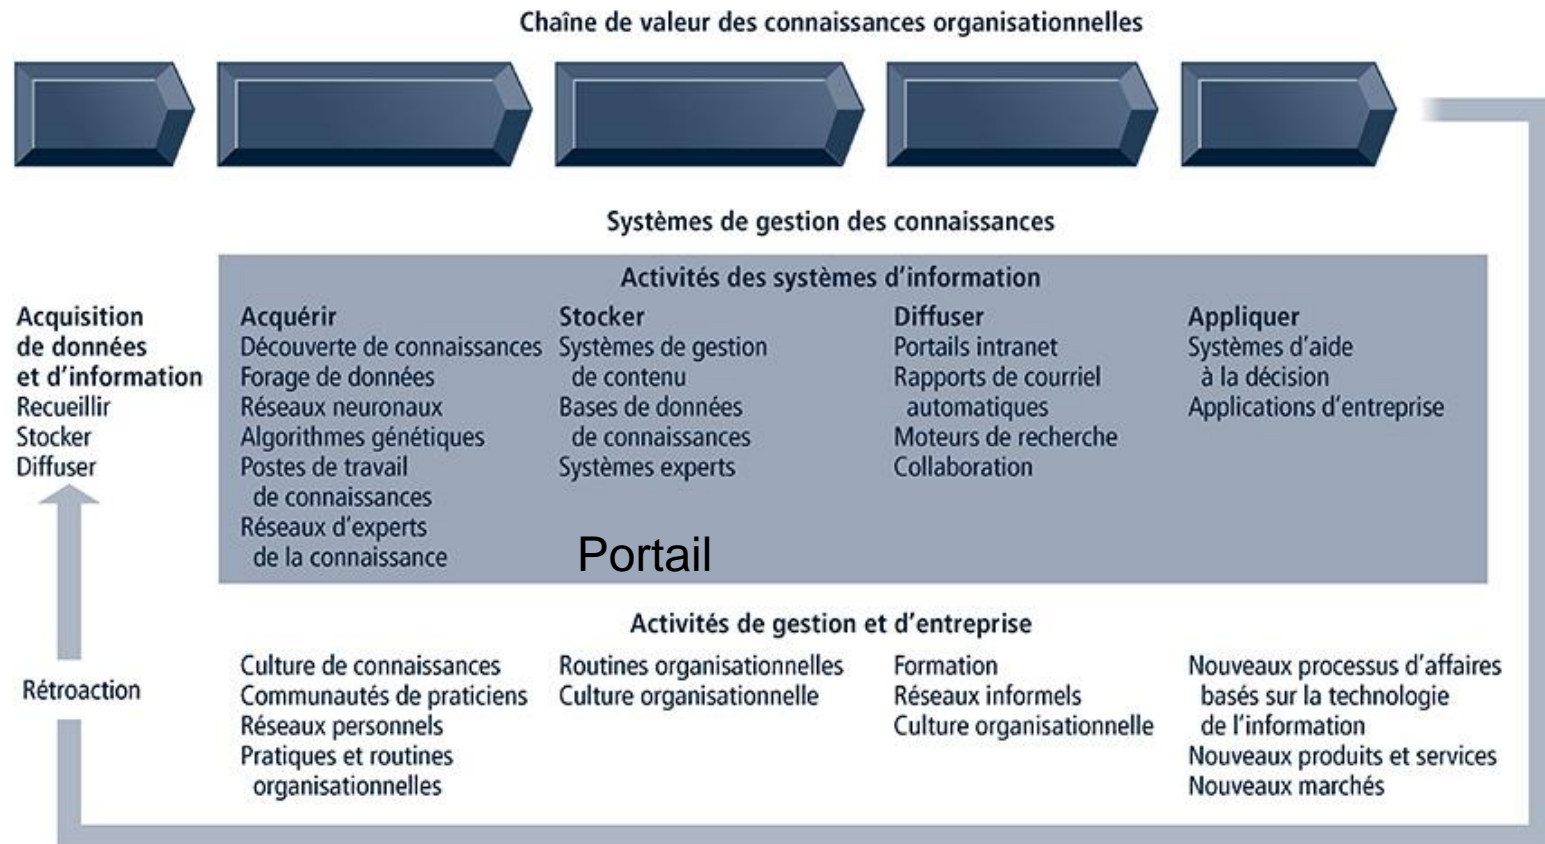 Chaîne de valeur des connaissances organisationnelles
Systèmes de gestion des connaissances
Activités des systèmes d'information
Acquisition
de données
et d'information
Recueillir
Stocker
Diffuser
Acquérir
Découverte de connaissances
Forage de données
Réseaux neuronaux
Algorithmes génétiques
Postes de travail
de connaissances
Réseaux d'experts
de la connaissance
Stocker
Systèmes de gestion
de contenu
Bases de données
de connaissances
Systèmes experts
Portail
Diffuser
Portails intranet
Rapports de courriel
automatiques
Moteurs de recherche
Collaboration
Appliquer
Systèmes d'aide
à la décision
Applications d'entreprise
Activités de gestion et d'entreprise
Rétroaction
Culture de connaissances
Communautés de praticiens
Réseaux personnels
Pratiques et routines
organisationnelles
Routines organisationnelles
Culture organisationnelle
Formation
Réseaux informels
Culture organisationnelle
Nouveaux processus d'affaires
basés sur la technologie
de l'information
Nouveaux produits et services
Nouveaux marchés